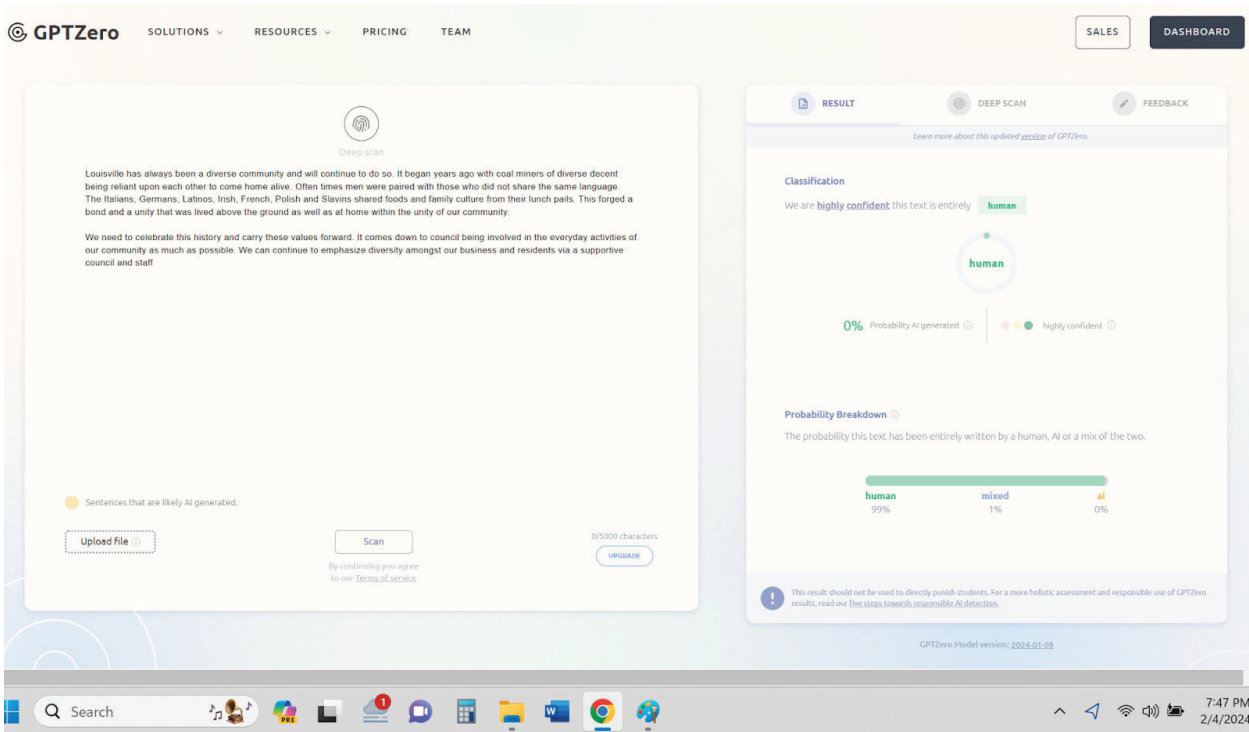 GPTZero SOLUTIONS RESOURCES PRICING TEAM SALES DASHBOARD
Deep scan
Louisville has always been a diverse community and will continue to do so. It began years ago with coal miners of diverse decent
being reliant upon each other to come home alive. Often times men were paired with those who did not share the same language.
The Italians, Germans, Latinos, Irish, French, Polish and Slavins shared foods and family culture from their lunch pails. This forged a
bond and a unity that was lived above the ground as well as at home within the unity of our community.
We need to celebrate this history and carry these values forward. It comes down to council being involved in the everyday activities of
our community as much as possible. We can continue to emphasize diversity amongst our business and residents via a supportive
council and staff
Sentences that are likely AI generated.
Upload file
Scan
0/5000 characters
UPGRADE
By continuing you agree
to our Terms of service
RESULT DEEP SCAN FEEDBACK
Learn more about this updated version of GPTZero.
Classification
We are highly confident this text is entirely human
human
0% Probability AI generated highly confident
Probability Breakdown
The probability this text has been entirely written by a human, AI or a mix of the two.
human mixed ai
99% 1% 0%
This result should not be used to directly punish students. For a more holistic assessment and responsible use of GPTZero
results, read our five steps towards responsible AI detection.
GPTZero Model version: 2024-01-09
Search PRE 1 7:47 PM
2/4/2024